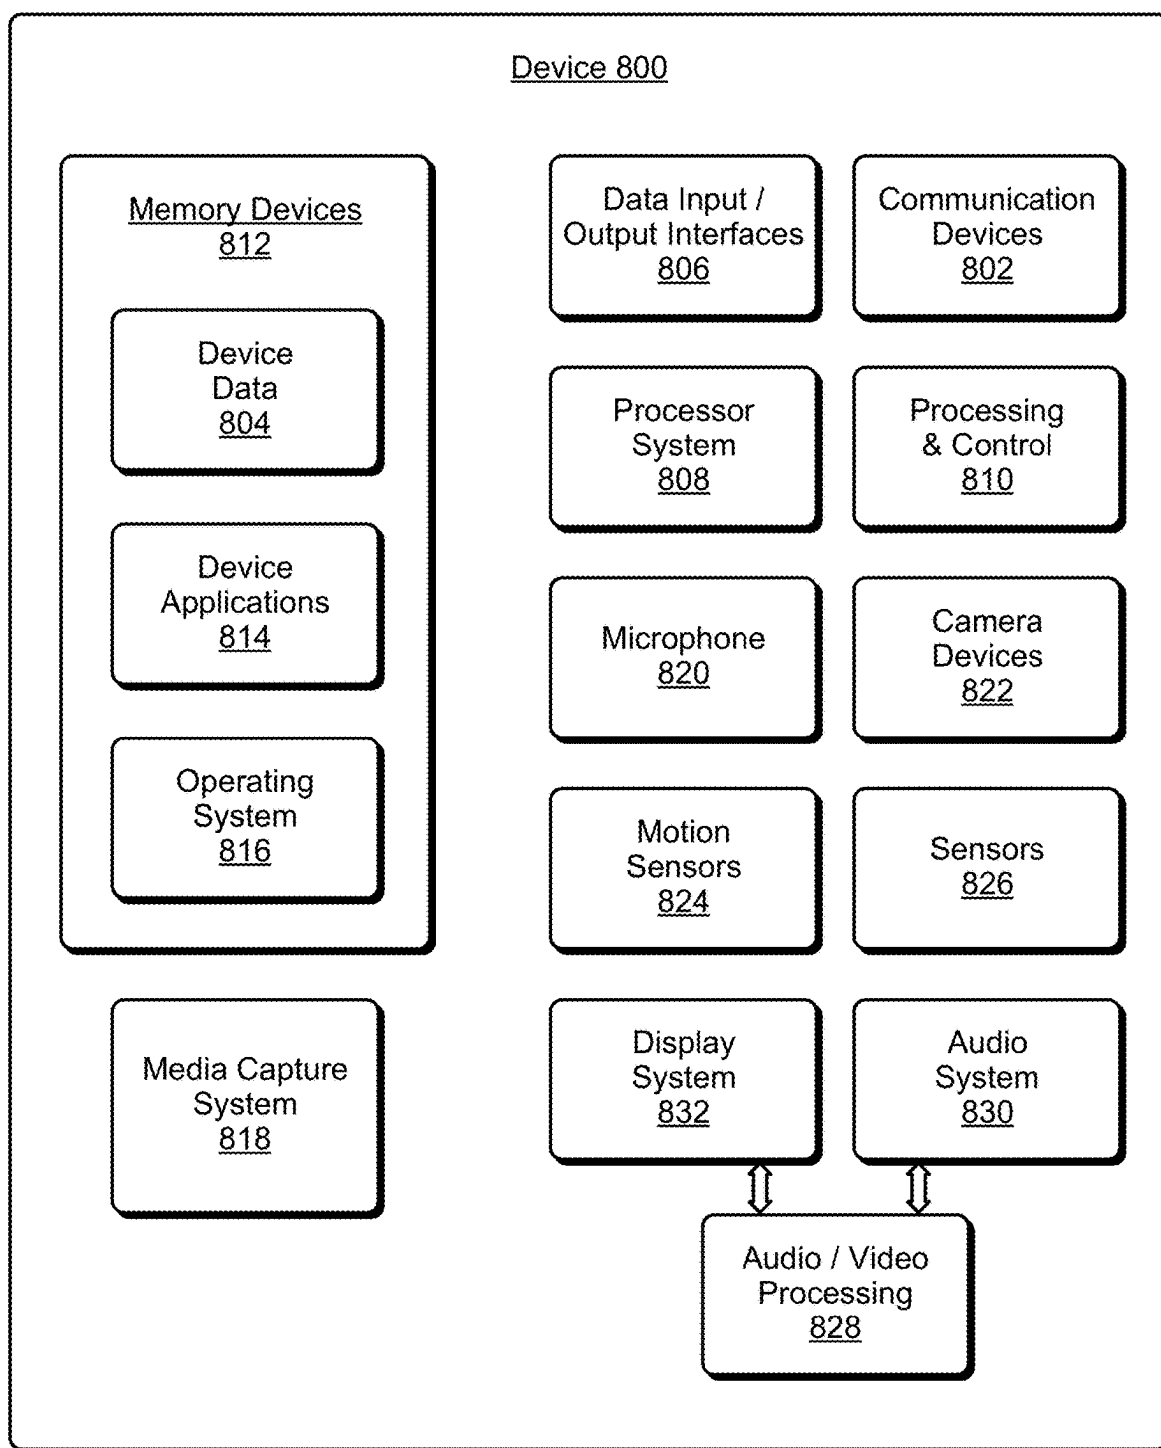 Device 800
Memory Devices
812
Device
Data
804
Device
Applications
814
Operating
System
816
Media Capture
System
818
Data Input /
Output Interfaces
806
Communication
Devices
802
Processor
System
808
Processing
& Control
810
Microphone
820
Camera
Devices
822
Motion
Sensors
824
Sensors
826
Display
System
832
Audio
System
830
Audio / Video
Processing
828